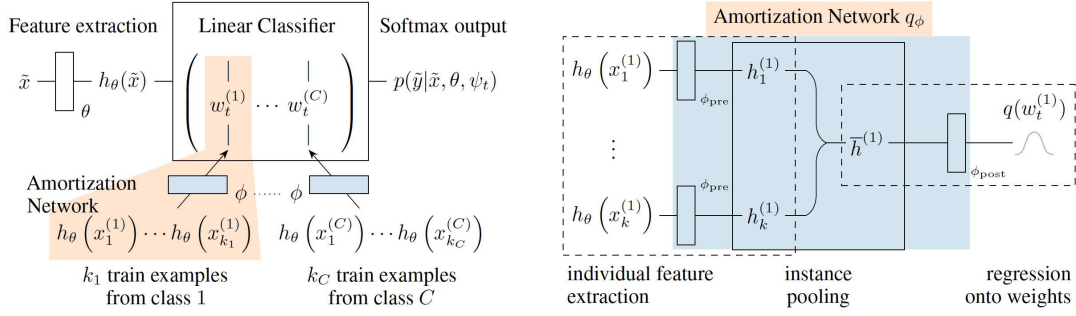 Feature extraction
Linear Classifier
Softmax output
x̃
θ
h_θ(x̃)
w_t^(1) ⋯ w_t^(C)
p(ỹ|x̃, θ, ψ_t)
Amortization
Network
ϕ ...... ϕ
h_θ(x_1^(1)) ⋯ h_θ(x_{k_1}^(1))
h_θ(x_1^(C)) ⋯ h_θ(x_{k_C}^(C))
k_1 train examples
from class 1
k_C train examples
from class C
Amortization Network q_ϕ
h_θ(x_1^(1))
ϕ_pre
h_1^(1)
⋮
h_θ(x_k^(1))
ϕ_pre
h_k^(1)
h̅^(1)
ϕ_post
q(w_t^(1))
individual feature
extraction
instance
pooling
regression
onto weights